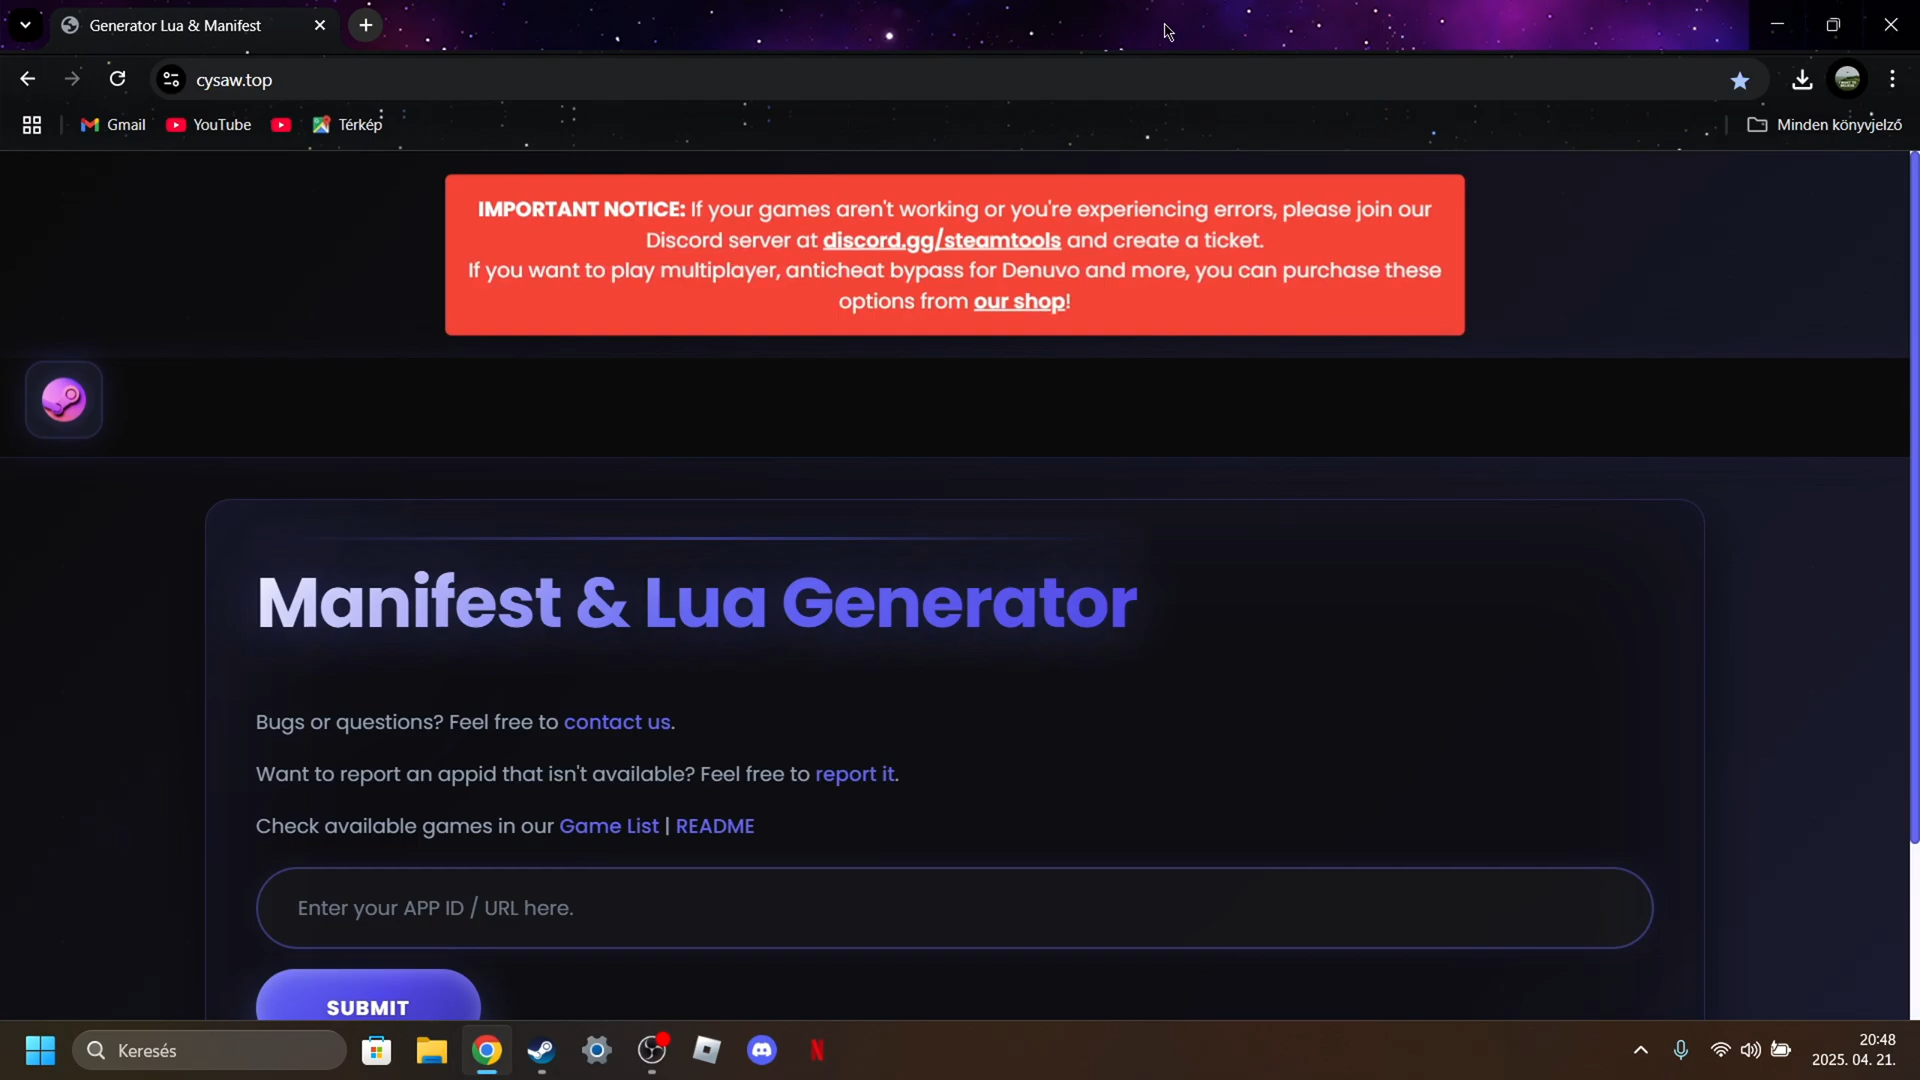 Generator Lua & Manifest
cysaw.top
Gmail
YouTube
Térkép
Minden könyvjelző
IMPORTANT NOTICE: If your games aren't working or you're experiencing errors, please join our
Discord server at discord.gg/steamtools and create a ticket.
If you want to play multiplayer, anticheat bypass for Denuvo and more, you can purchase these
options from our shop!
Manifest & Lua Generator
Bugs or questions? Feel free to contact us.
Want to report an appid that isn't available? Feel free to report it.
Check available games in our Game List | README
Enter your APP ID / URL here.
SUBMIT
Keresés
20:48
2025. 04. 21.